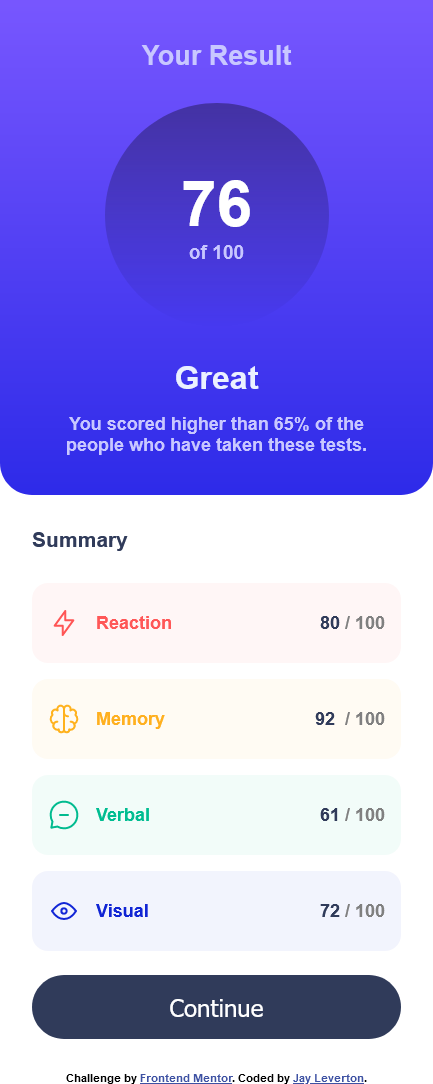 Your Result
76
of 100
Great
You scored higher than 65% of the
people who have taken these tests.
Summary
Reaction 80 / 100
Memory 92 / 100
Verbal 61 / 100
Visual 72 / 100
Continue
Challenge by Frontend Mentor. Coded by Jay Leverton.